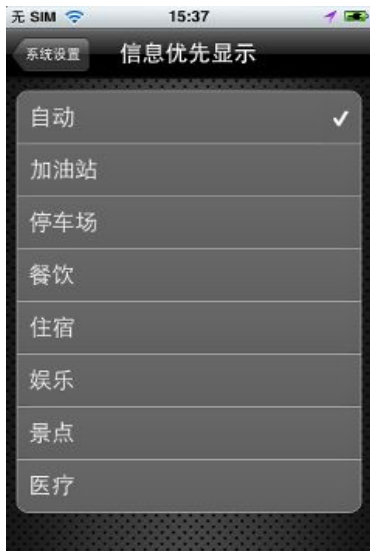 无 SIM 15:37
系统设置 信息优先显示
自动
加油站
停车场
餐饮
住宿
娱乐
景点
医疗